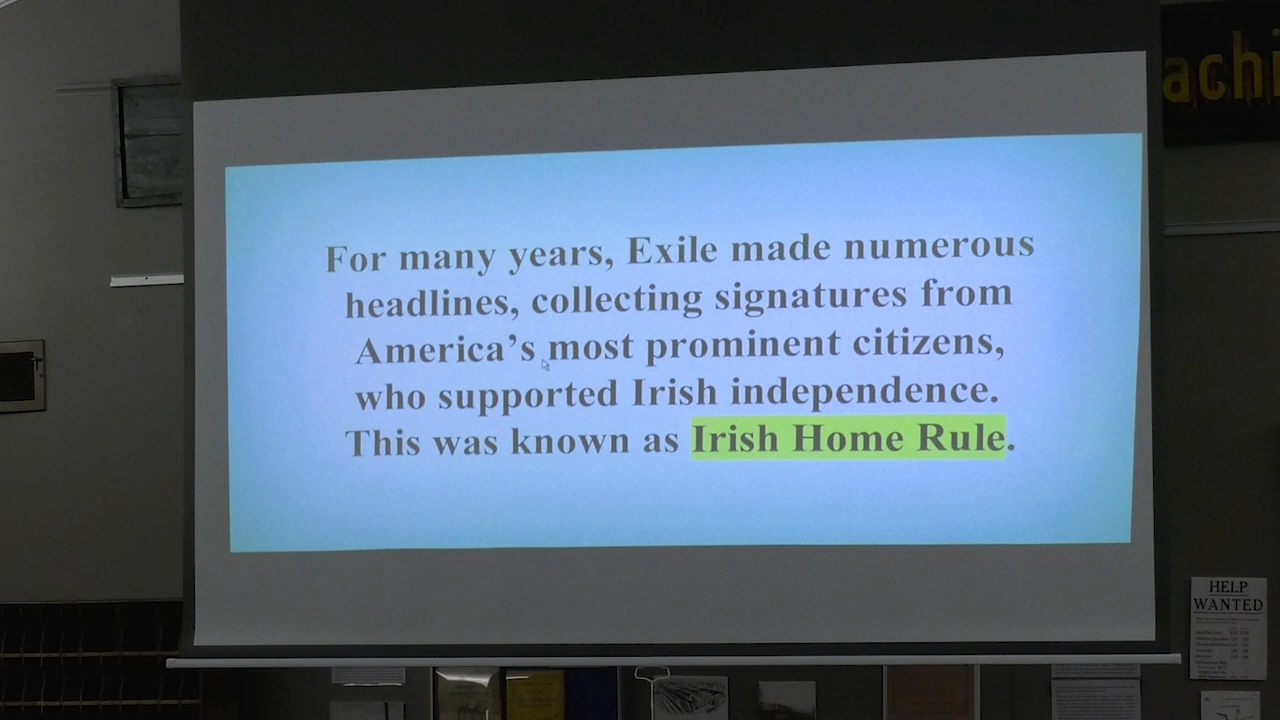 achi
For many years, Exile made numerous
headlines, collecting signatures from
America’s most prominent citizens,
who supported Irish independence.
This was known as Irish Home Rule.
HELP
WANTED